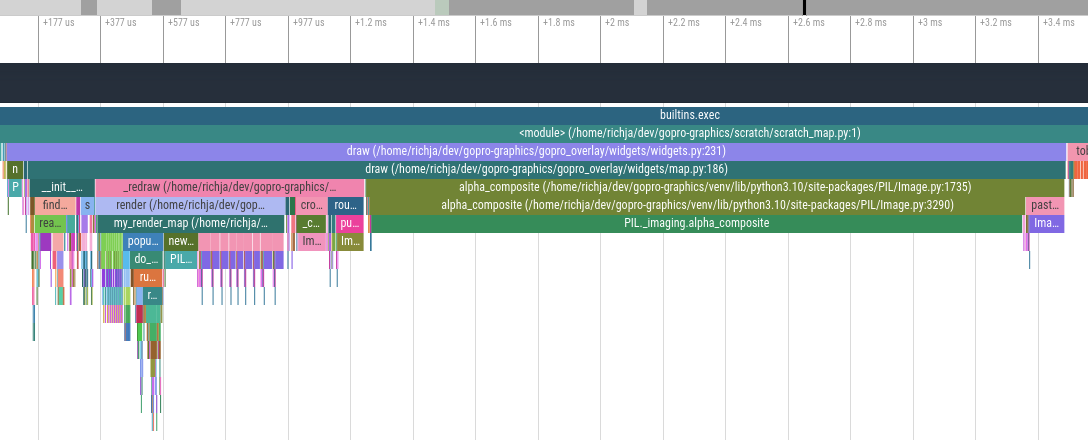 +177 us +377 us +577 us +777 us +977 us +1.2 ms +1.4 ms +1.6 ms +1.8 ms +2 ms +2.2 ms +2.4 ms +2.6 ms +2.8 ms +3 ms +3.2 ms +3.4 ms
builtins.exec
<module> (/home/richja/dev/gopro-graphics/scratch/scratch_map.py:1)
draw (/home/richja/dev/gopro-graphics/gopro_overlay/widgets/widgets.py:231) tol
n draw (/home/richja/dev/gopro-graphics/gopro_overlay/widgets/map.py:186)
P __init__... _redraw (/home/richja/dev/gopro-graphics/... alpha_composite (/home/richja/dev/gopro-graphics/venv/lib/python3.10/site-packages/PIL/Image.py:1735)
find... s render (/home/richja/dev/gop... cro... rou... alpha_composite (/home/richja/dev/gopro-graphics/venv/lib/python3.10/site-packages/PIL/Image.py:3290) past...
rea... my_render_map (/home/richja/... _c... pu... PIL._imaging.alpha_composite Ima...
popu... new... Im... Im...
do_... PIL...
ru...
r...